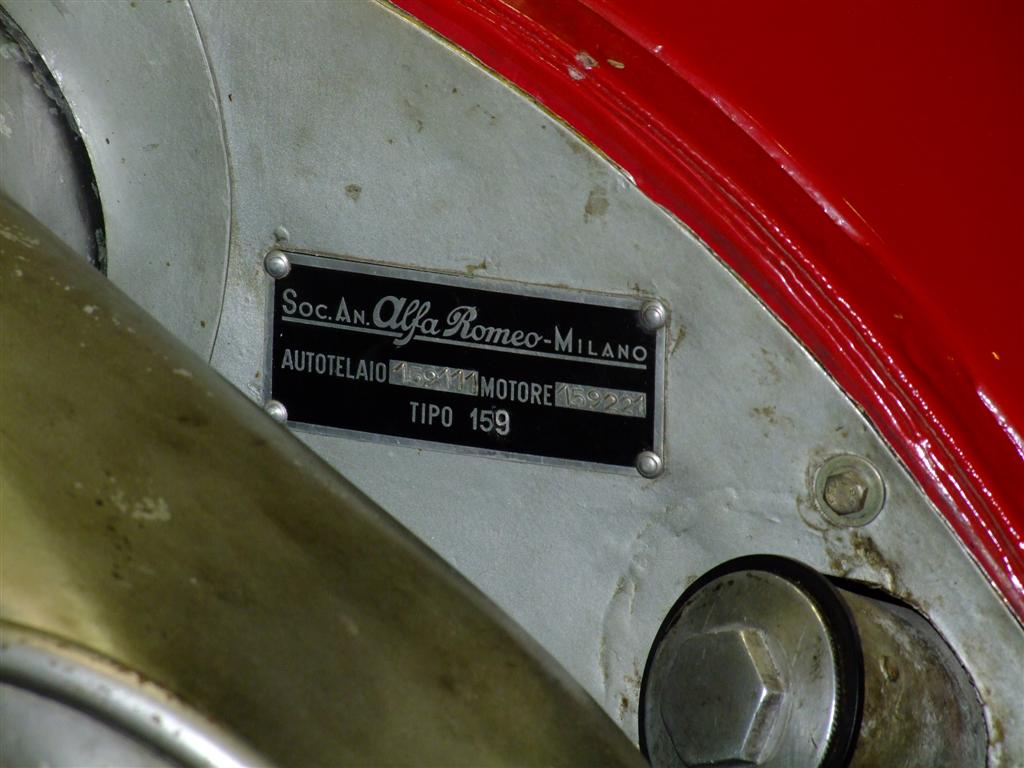 Soc. An. Alfa Romeo - Milano
AUTOTELAIO 159111 MOTORE 159221
TIPO 159